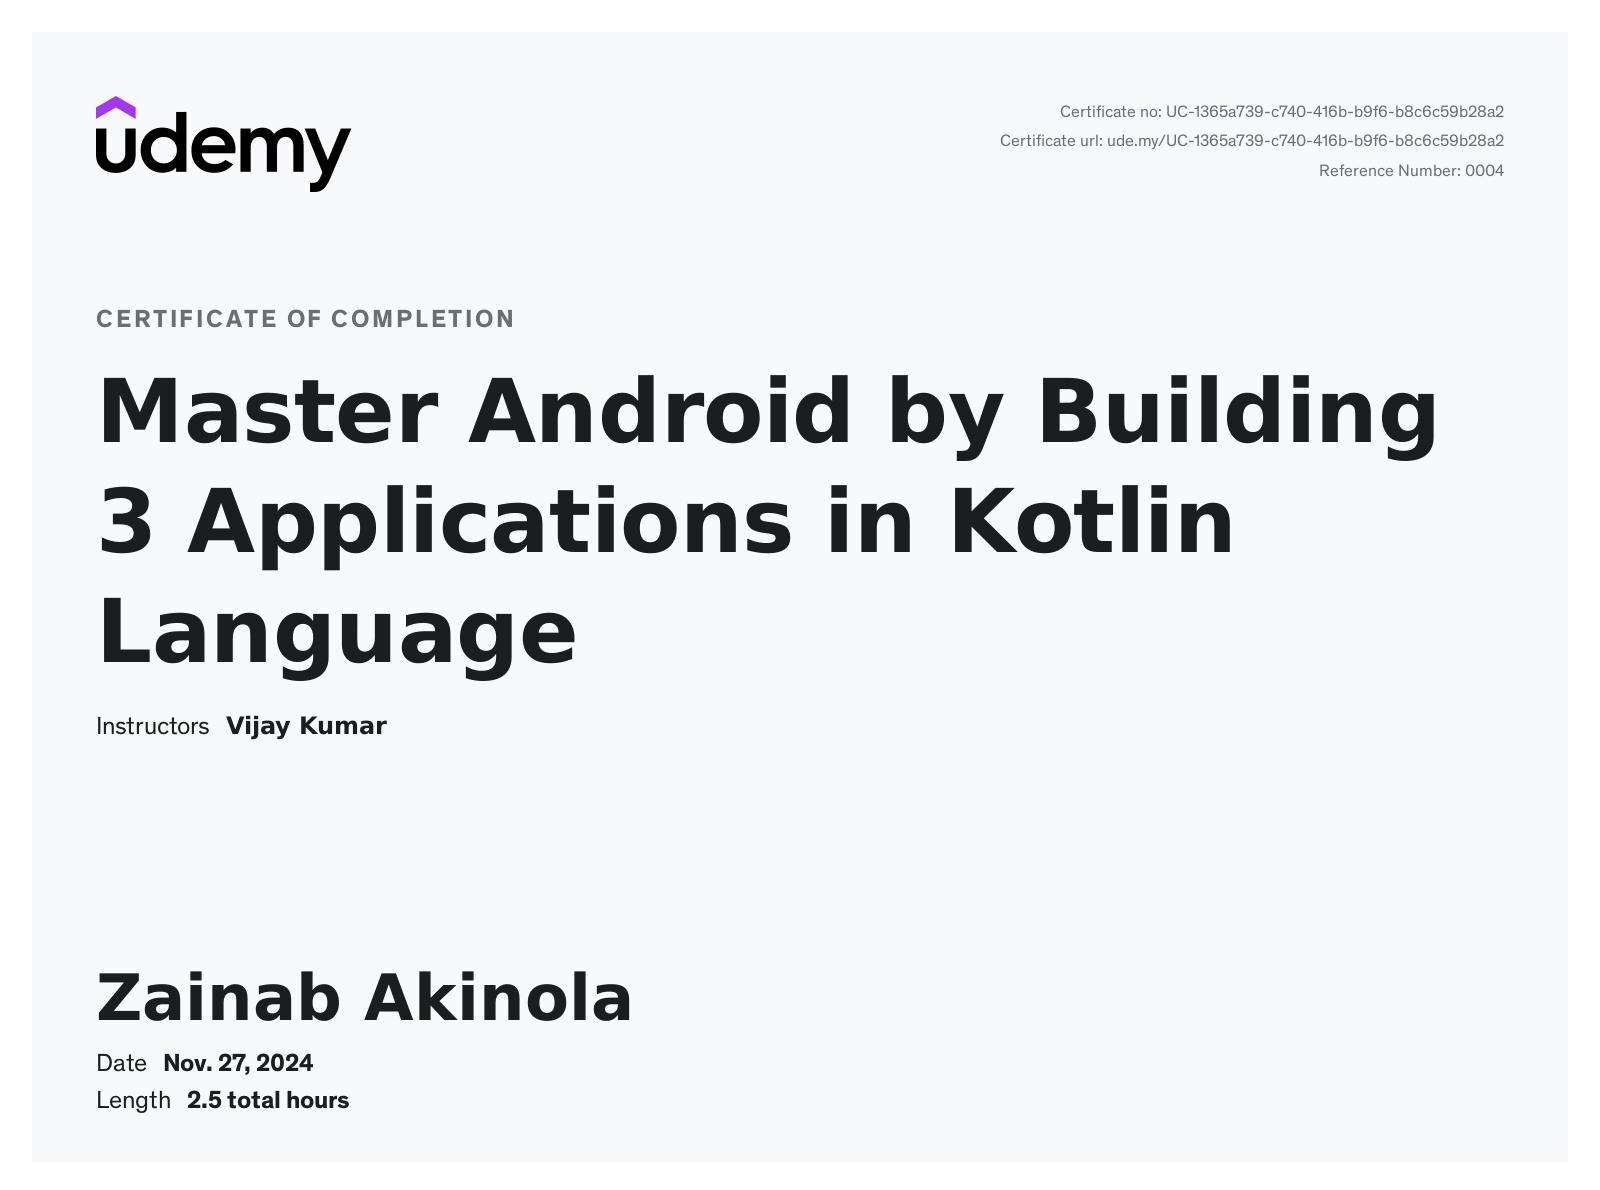 udemy
Certificate no: UC-1365a739-c740-416b-b9f6-b8c6c59b28a2
Certificate url: ude.my/UC-1365a739-c740-416b-b9f6-b8c6c59b28a2
Reference Number: 0004
CERTIFICATE OF COMPLETION
Master Android by Building
3 Applications in Kotlin
Language
Instructors Vijay Kumar
Zainab Akinola
Date Nov. 27, 2024
Length 2.5 total hours